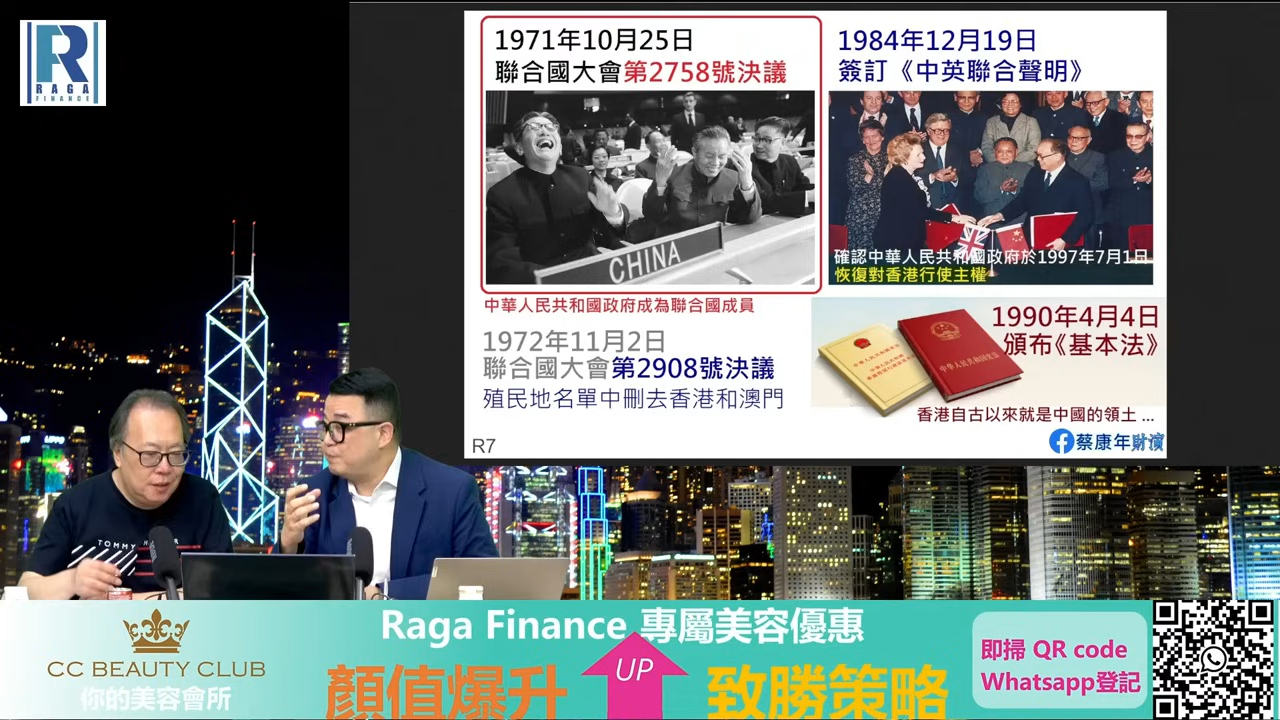 R
RAGA
FINANCE
1971年10月25日
聯合國大會第2758號決議
CHINA
中華人民共和國政府成為聯合國成員
1972年11月2日
聯合國大會第2908號決議
殖民地名單中刪去香港和澳門
R7
1984年12月19日
簽訂《中英聯合聲明》
確認中華人民共和國政府於1997年7月1日
恢復對香港行使主權
1990年4月4日
頒布《基本法》
香港自古以來就是中國的領土 ...
蔡康年財演
TOMMY
CC BEAUTY CLUB
你的美容會所
Raga Finance 專屬美容優惠
顏值爆升
UP
致勝策略
即掃 QR code
Whatsapp登記